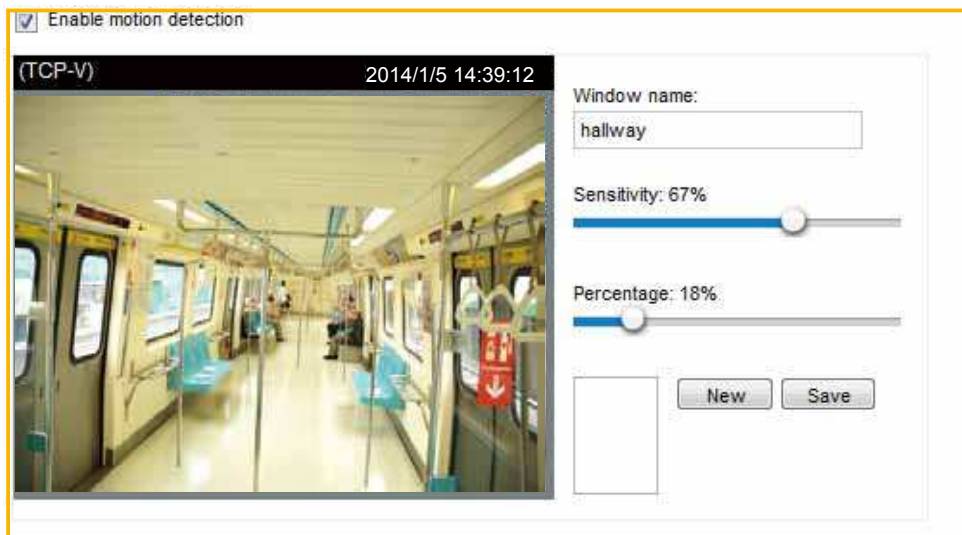 Enable motion detection
(TCP-V) 2014/1/5 14:39:12
Window name:
hallway
Sensitivity: 67%
Percentage: 18%
New Save